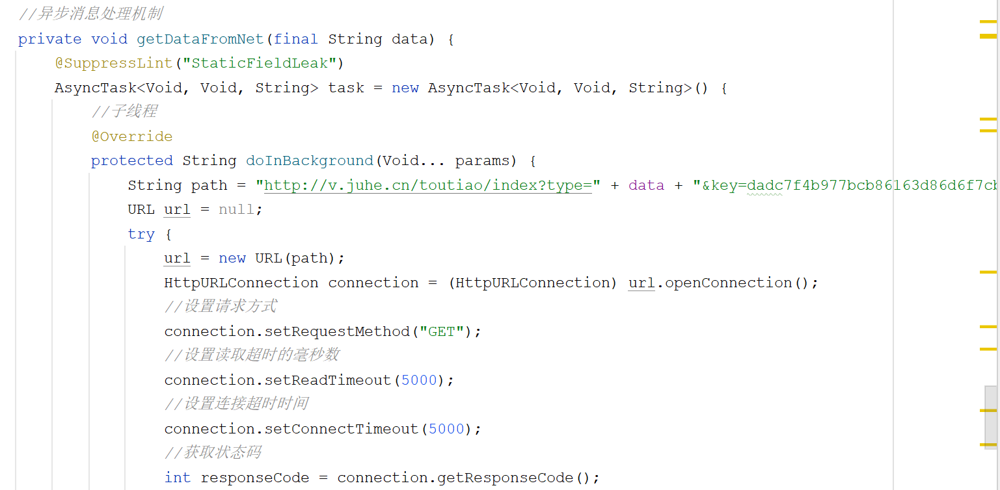 //异步消息处理机制
private void getDataFromNet(final String data) {
@SuppressLint("StaticFieldLeak")
AsyncTask<Void, Void, String> task = new AsyncTask<Void, Void, String>() {
//子线程
@Override
protected String doInBackground(Void... params) {
String path = "http://v.juhe.cn/toutiao/index?type=" + data + "&key=dadc7f4b977bcb86163d86d6f7cb
URL url = null;
try {
url = new URL(path);
HttpURLConnection connection = (HttpURLConnection) url.openConnection();
//设置请求方式
connection.setRequestMethod("GET");
//设置读取超时的毫秒数
connection.setReadTimeout(5000);
//设置连接超时时间
connection.setConnectTimeout(5000);
//获取状态码
int responseCode = connection.getResponseCode();